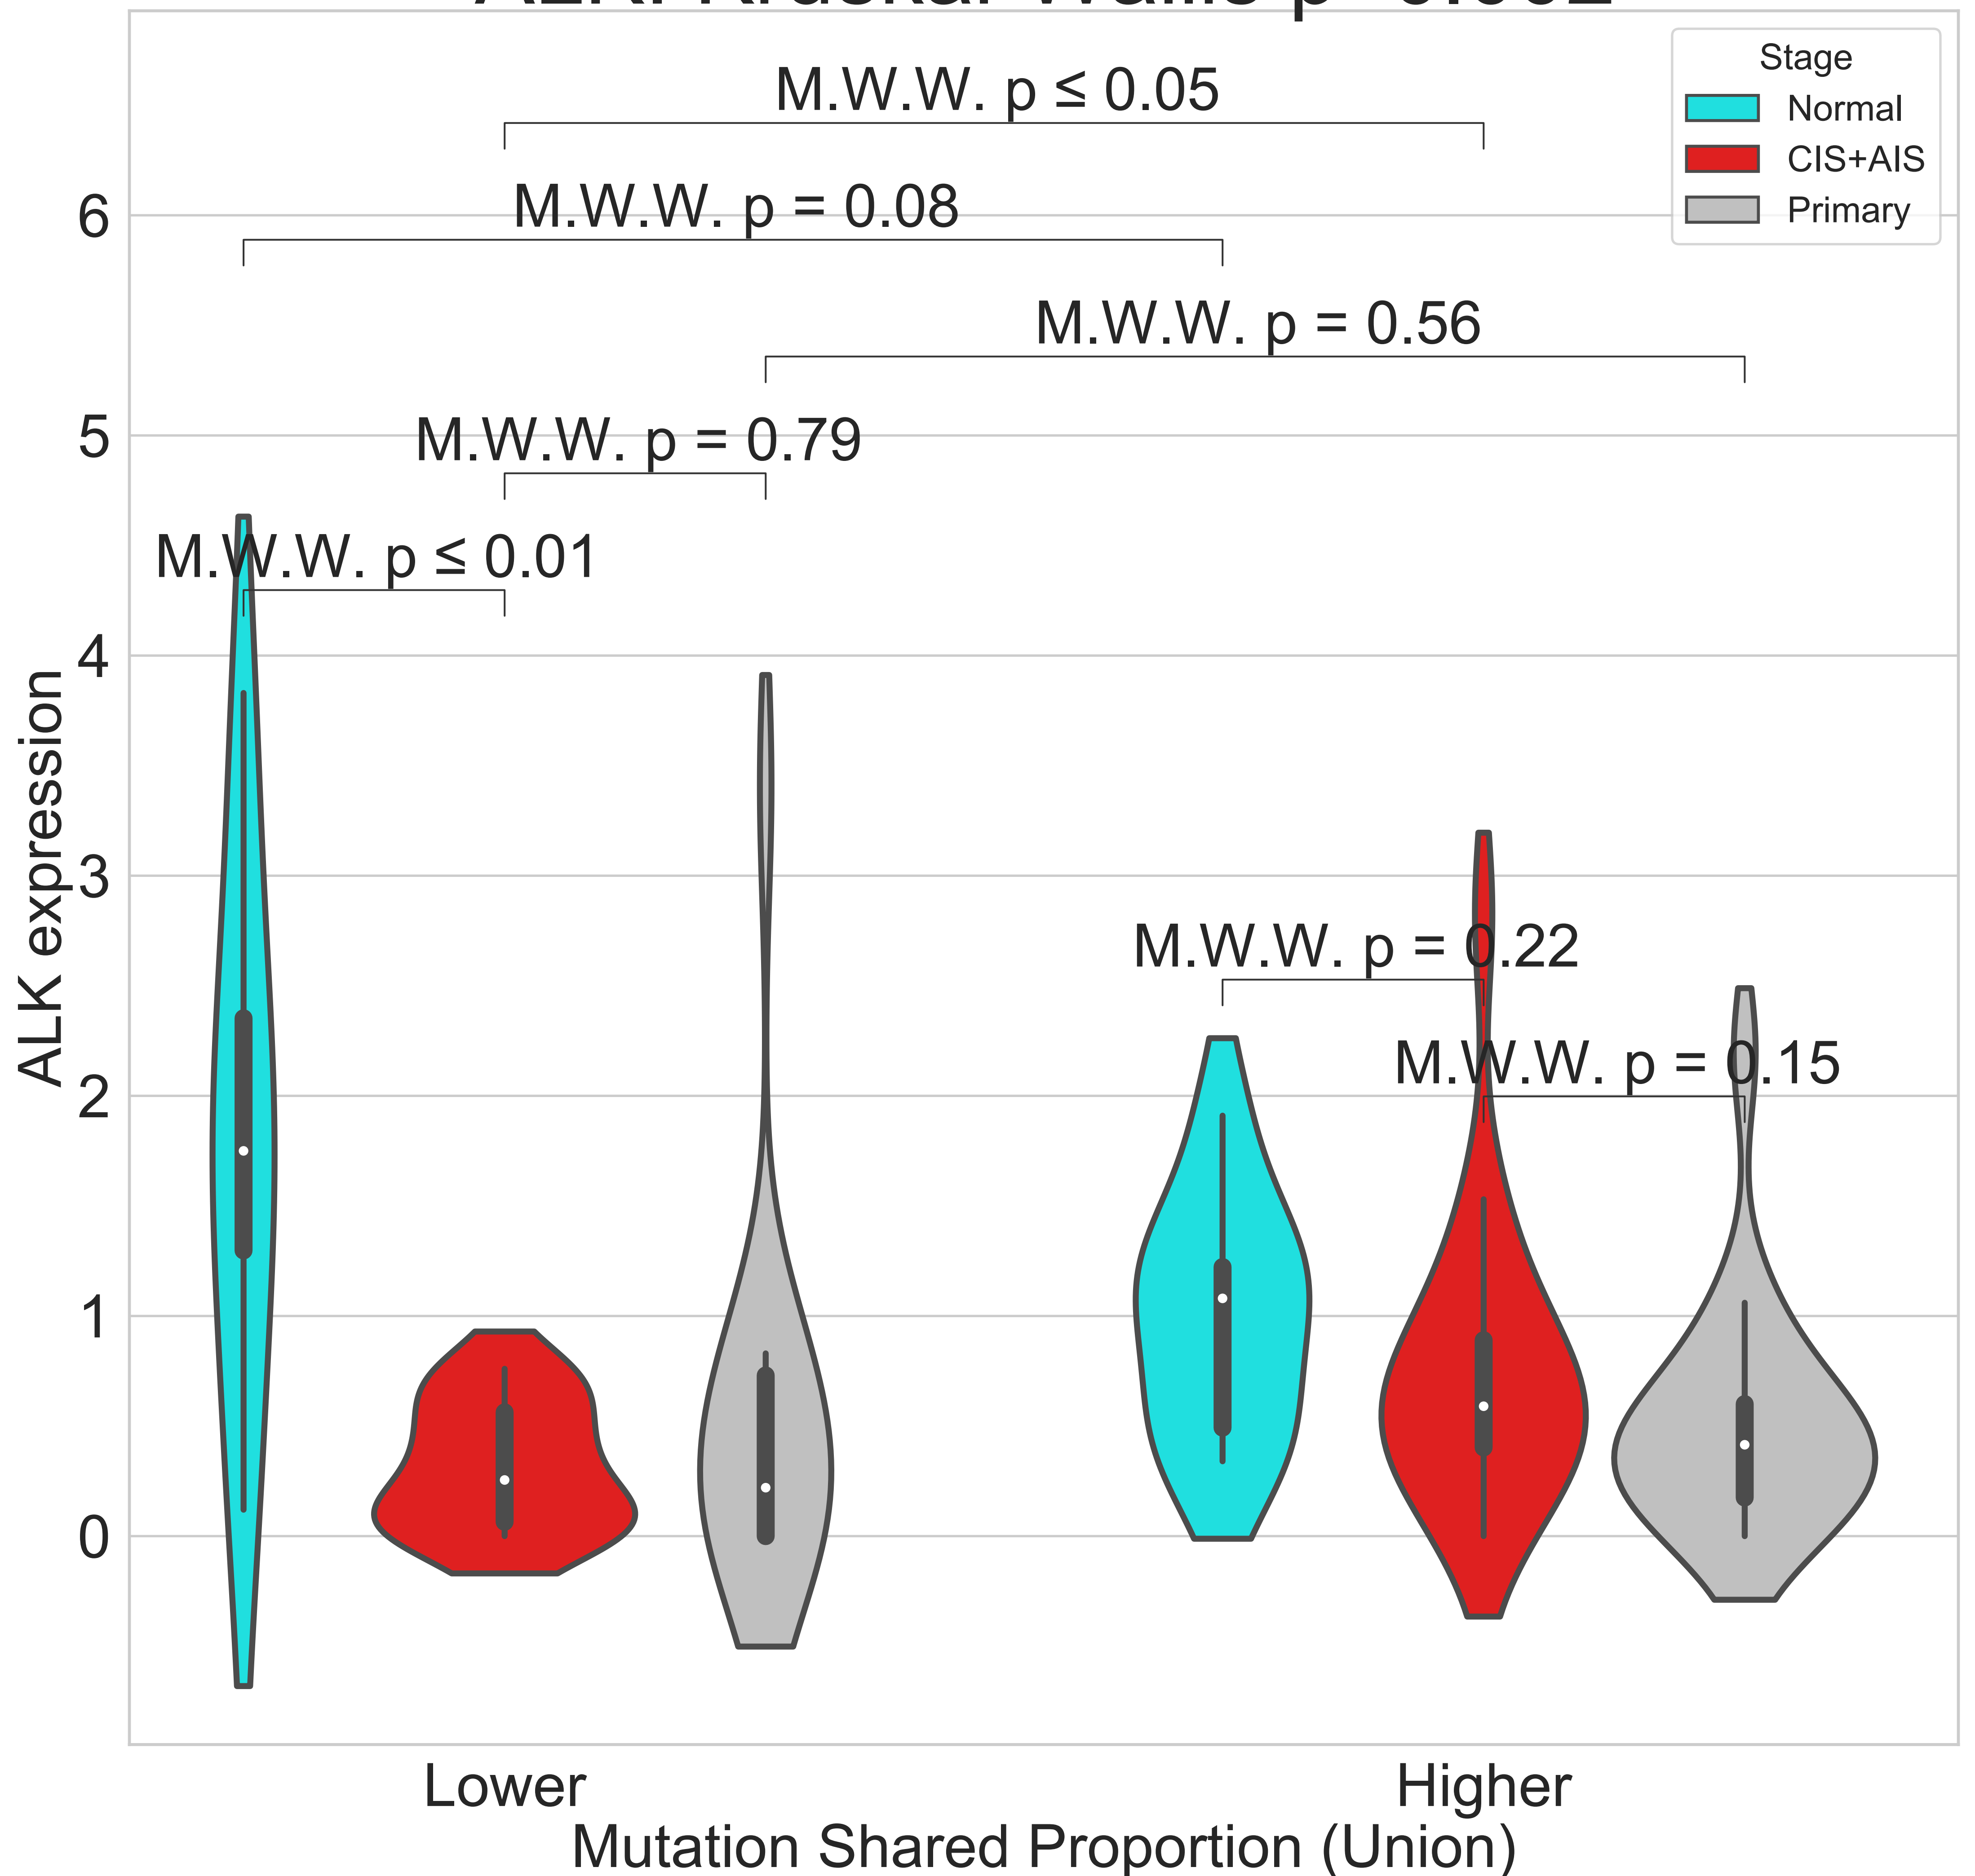 Stage
Normal
CIS+AIS
Primary
M.W.W. p ≤ 0.05
M.W.W. p = 0.08
M.W.W. p = 0.56
M.W.W. p = 0.79
M.W.W. p ≤ 0.01
M.W.W. p = 0.22
M.W.W. p = 0.15
6
5
4
3
2
1
0
ALK expression
Lower
Higher
Mutation Shared Proportion (Union)